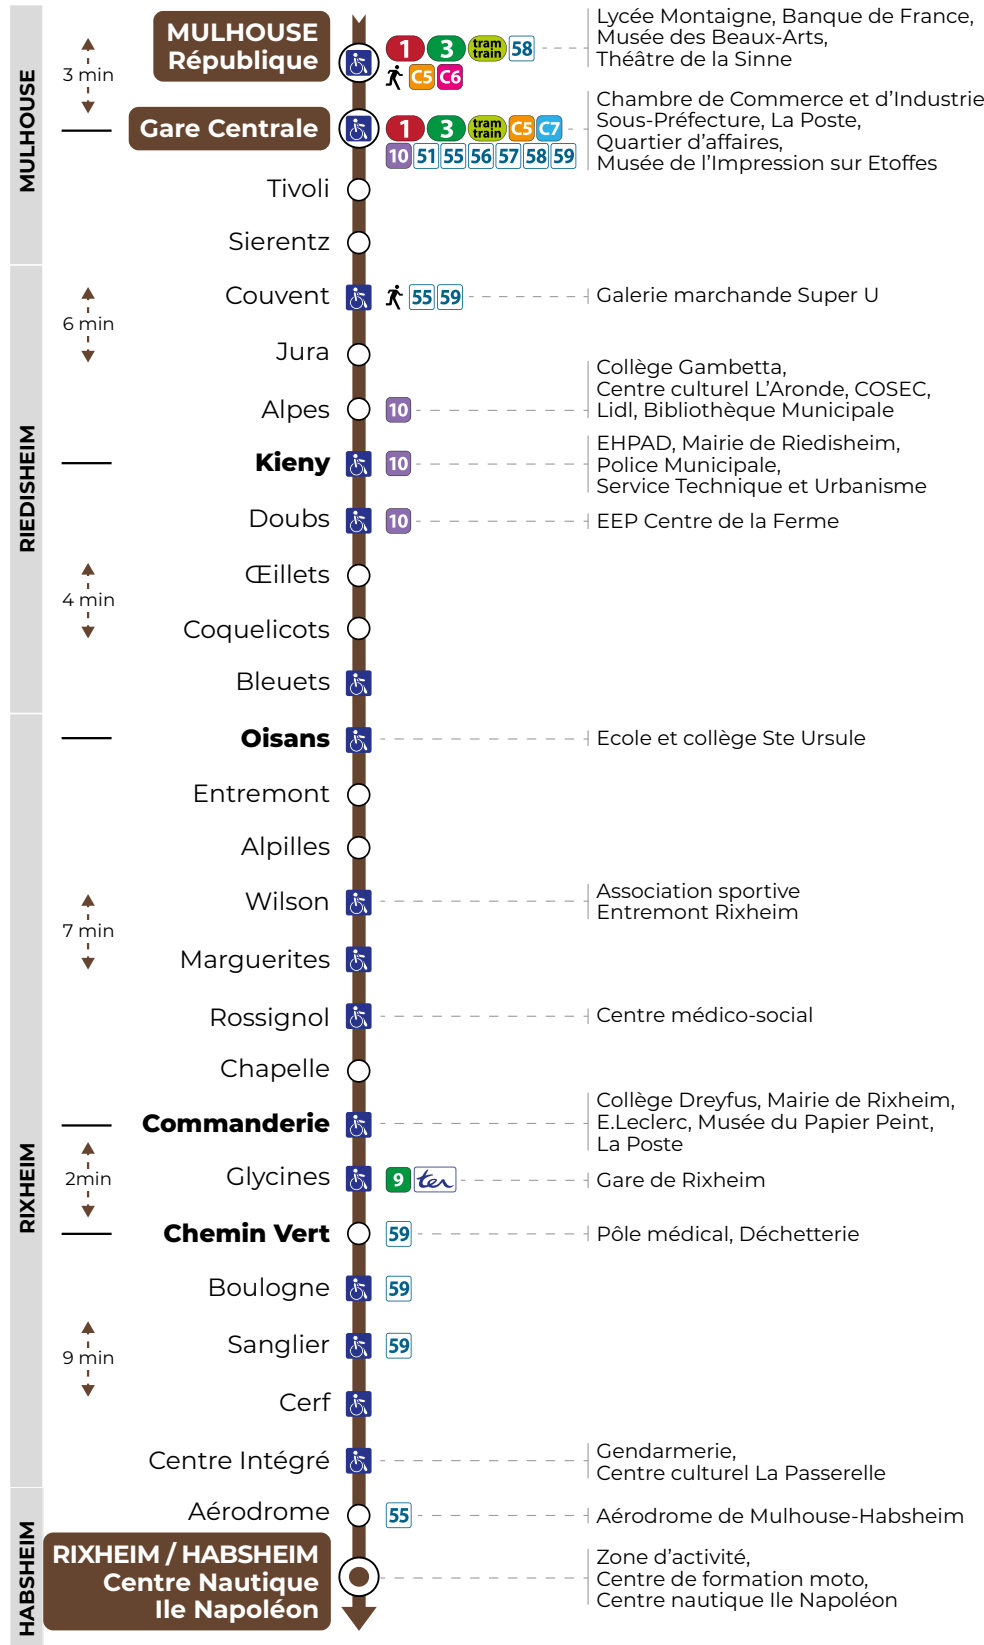 MULHOUSE
RIEDISHEIM
RIXHEIM
HABSHEIM
MULHOUSE
République
1 3 tram train 58
C5 C6
Lycée Montaigne, Banque de France,
Musée des Beaux-Arts,
Théâtre de la Sinne
3 min
Gare Centrale
1 3 tram train C5 C7
10 51 55 56 57 58 59
Chambre de Commerce et d'Industrie
Sous-Préfecture, La Poste,
Quartier d'affaires,
Musée de l'Impression sur Etoffes
Tivoli
Sierentz
Couvent
55 59
Galerie marchande Super U
6 min
Jura
Alpes
10
Collège Gambetta,
Centre culturel L'Aronde, COSEC,
Lidl, Bibliothèque Municipale
Kieny
10
EHPAD, Mairie de Riedisheim,
Police Municipale,
Service Technique et Urbanisme
Doubs
10
EEP Centre de la Ferme
Œillets
4 min
Coquelicots
Bleuets
Oisans
Ecole et collège Ste Ursule
Entremont
Alpilles
Wilson
Association sportive
Entremont Rixheim
7 min
Marguerites
Rossignol
Centre médico-social
Chapelle
Commanderie
Collège Dreyfus, Mairie de Rixheim,
E.Leclerc, Musée du Papier Peint,
La Poste
2min
Glycines
9 ter
Gare de Rixheim
Chemin Vert
59
Pôle médical, Déchetterie
Boulogne
59
Sanglier
59
9 min
Cerf
Centre Intégré
Gendarmerie,
Centre culturel La Passerelle
Aérodrome
55
Aérodrome de Mulhouse-Habsheim
RIXHEIM / HABSHEIM
Centre Nautique
Ile Napoléon
Zone d'activité,
Centre de formation moto,
Centre nautique Ile Napoléon